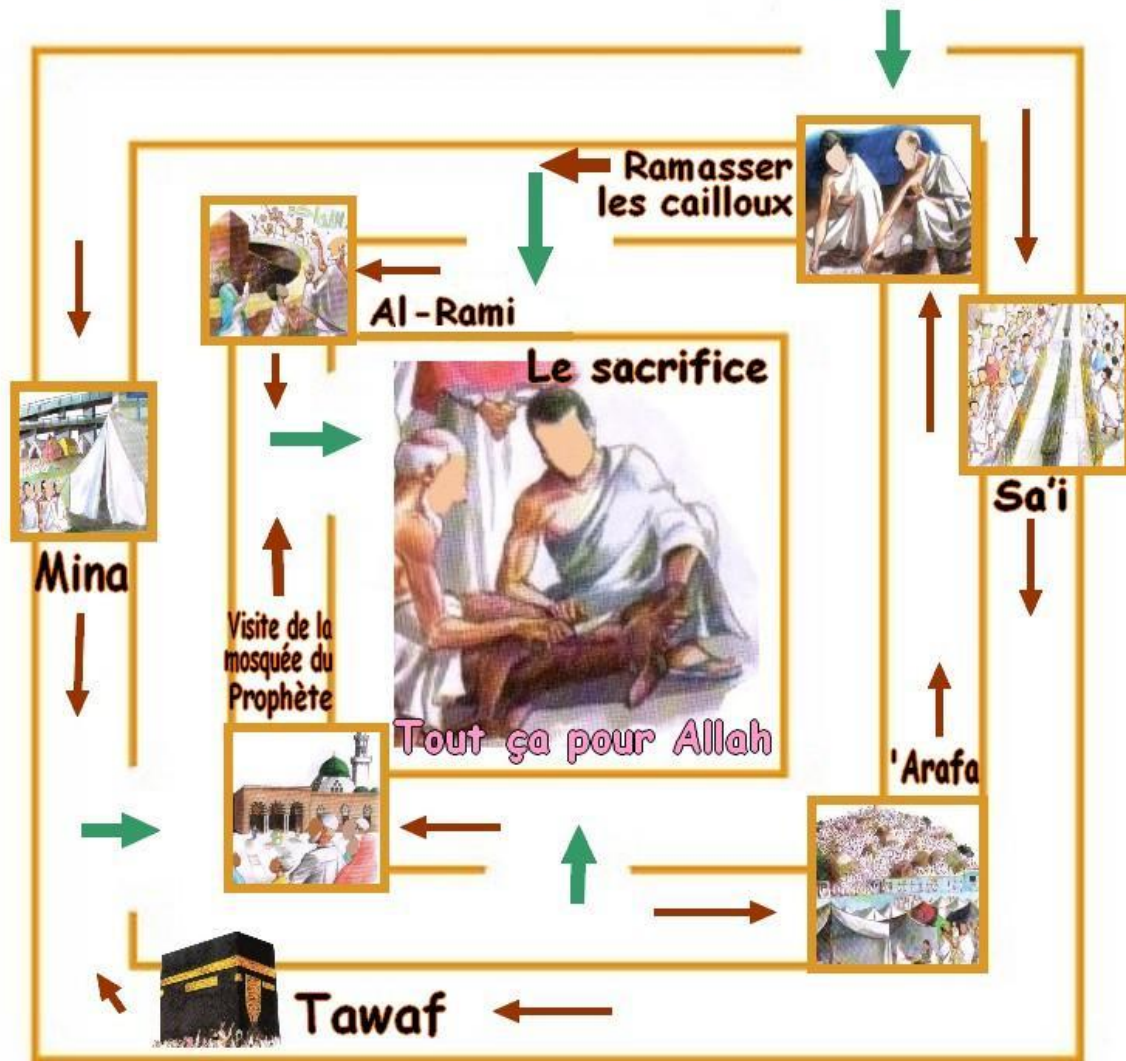 Ramasser
les cailloux
Al-Rami
Le sacrifice
Sa'i
Mina
Visite de la
mosquée du
Prophète
Tout ça pour Allah
'Arafa
Tawaf